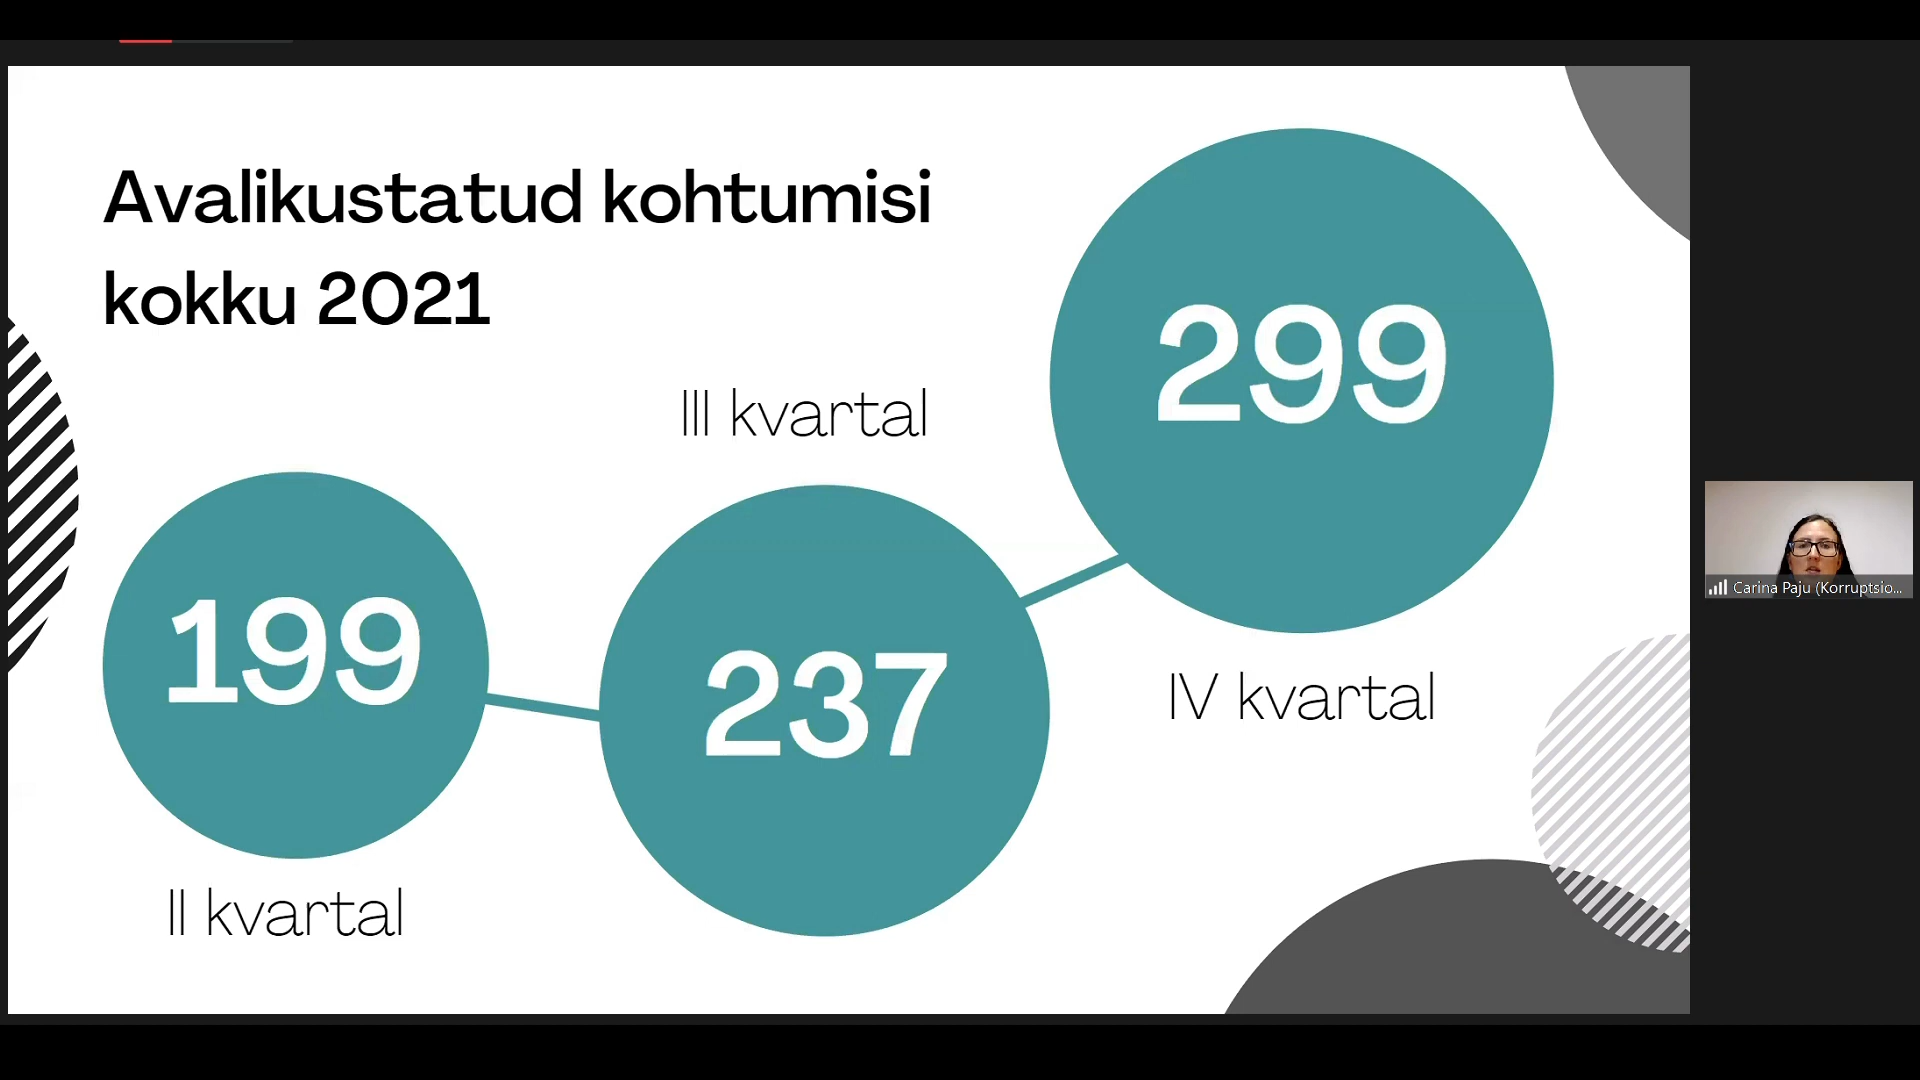 Avalikustatud kohtumisi
kokku 2021
199
II kvartal
III kvartal
237
299
IV kvartal
Carina Paju (Korruptsio...